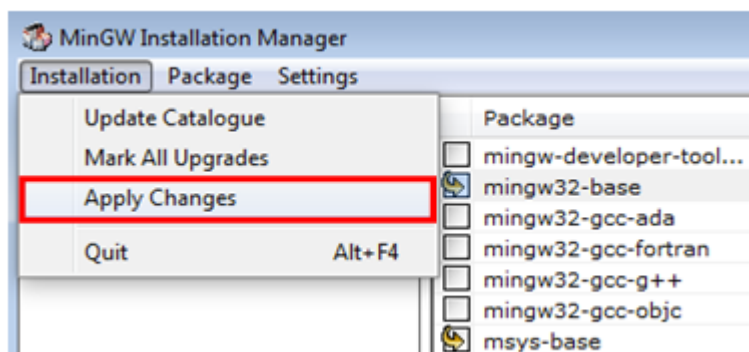 MinGW Installation Manager
Installation Package Settings
Update Catalogue
Mark All Upgrades
Apply Changes
Quit Alt+F4
Package
mingw-developer-tool...
mingw32-base
mingw32-gcc-ada
mingw32-gcc-fortran
mingw32-gcc-g++
mingw32-gcc-objc
msys-base